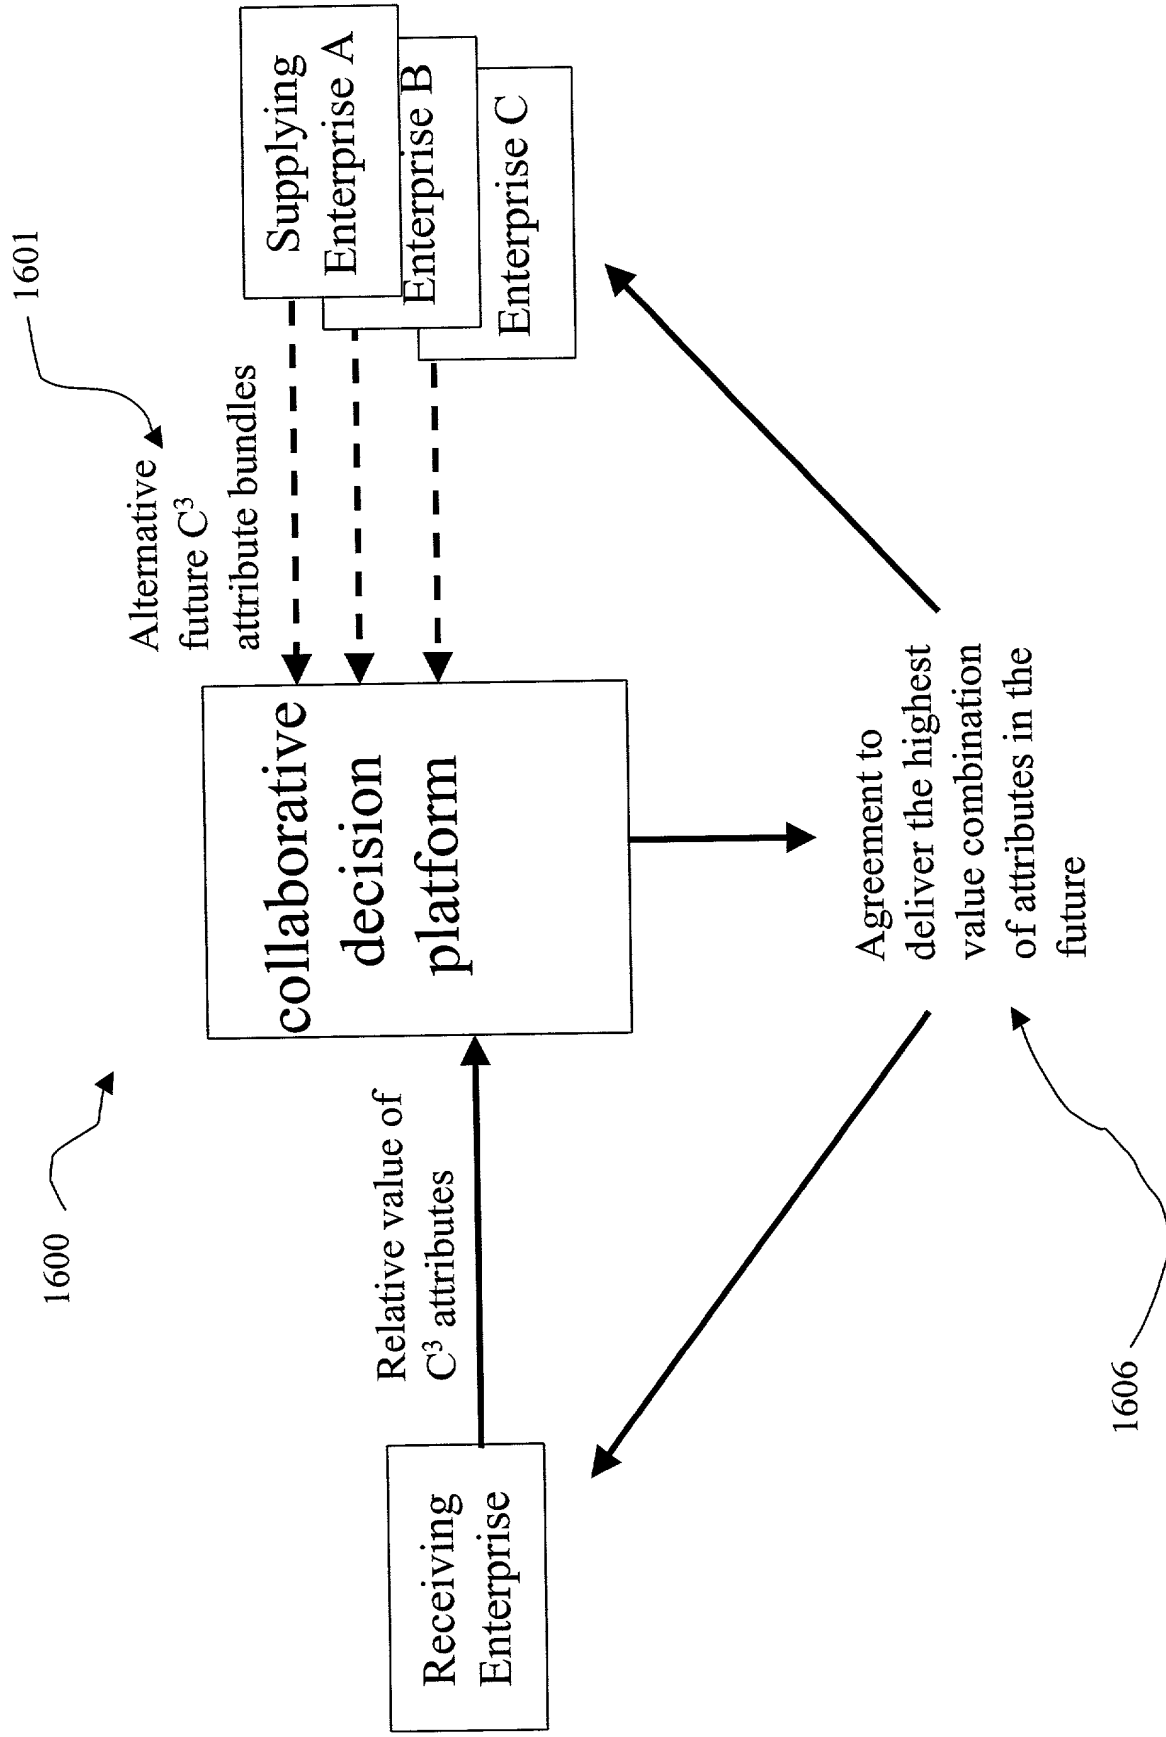 1600
1601
Alternative
future C³
attribute bundles
Supplying
Enterprise A
Enterprise B
Enterprise C
collaborative
decision
platform
Relative value of
C³ attributes
Receiving
Enterprise
Agreement to
deliver the highest
value combination
of attributes in the
future
1606